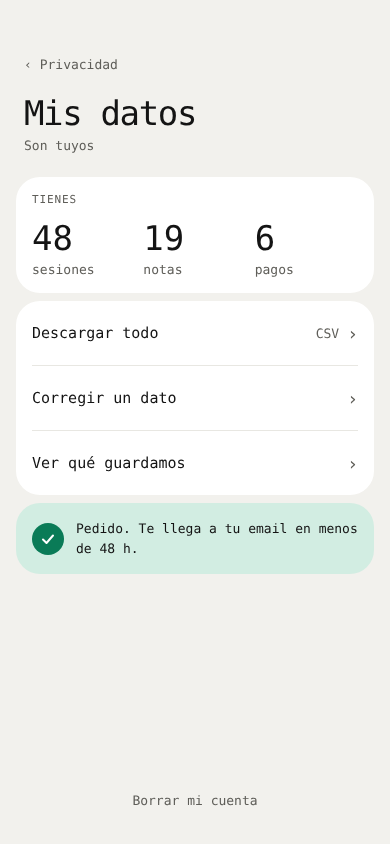 ‹ Privacidad
Mis datos
Son tuyos
TIENES
48 19 6
sesiones notas pagos
Descargar todo CSV ›
Corregir un dato ›
Ver qué guardamos ›
Pedido. Te llega a tu email en menos
de 48 h.
Borrar mi cuenta